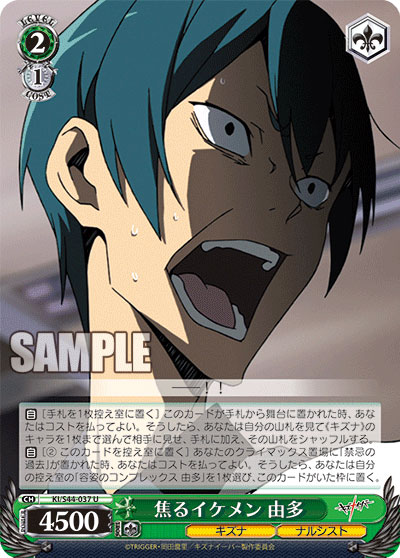 LEVEL
2
1
COST
SAMPLE
――！！
自 [手札を1枚控え室に置く] このカードが手札から舞台に置かれた時、あな
たはコストを払ってよい。そうしたら、あなたは自分の山札を見て《キズナ》の
キャラを1枚まで選んで相手に見せ、手札に加え、その山札をシャッフルする。
自 [② このカードを控え室に置く] あなたのクライマックス置場に「禁忌の
過去」が置かれた時、あなたはコストを払ってよい。そうしたら、あなたは自分
の控え室の「容姿のコンプレックス 由多」を1枚選び、このカードがいた枠に置く。
CH KI/S44-037 U
POWER
4500
焦るイケメン 由多
キズナイーバー
キズナ ナルシスト
©TRIGGER・岡田麿里／キズナイーバー製作委員会